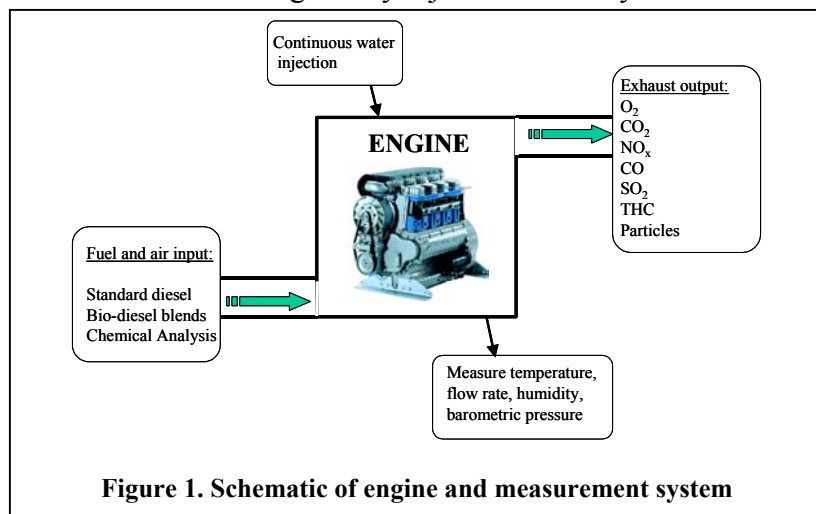 Continuous water
injection
Exhaust output:
O₂
CO₂
NOₓ
CO
SO₂
THC
Particles
ENGINE
Fuel and air input:
Standard diesel
Bio-diesel blends
Chemical Analysis
Measure temperature,
flow rate, humidity,
barometric pressure
Figure 1. Schematic of engine and measurement system